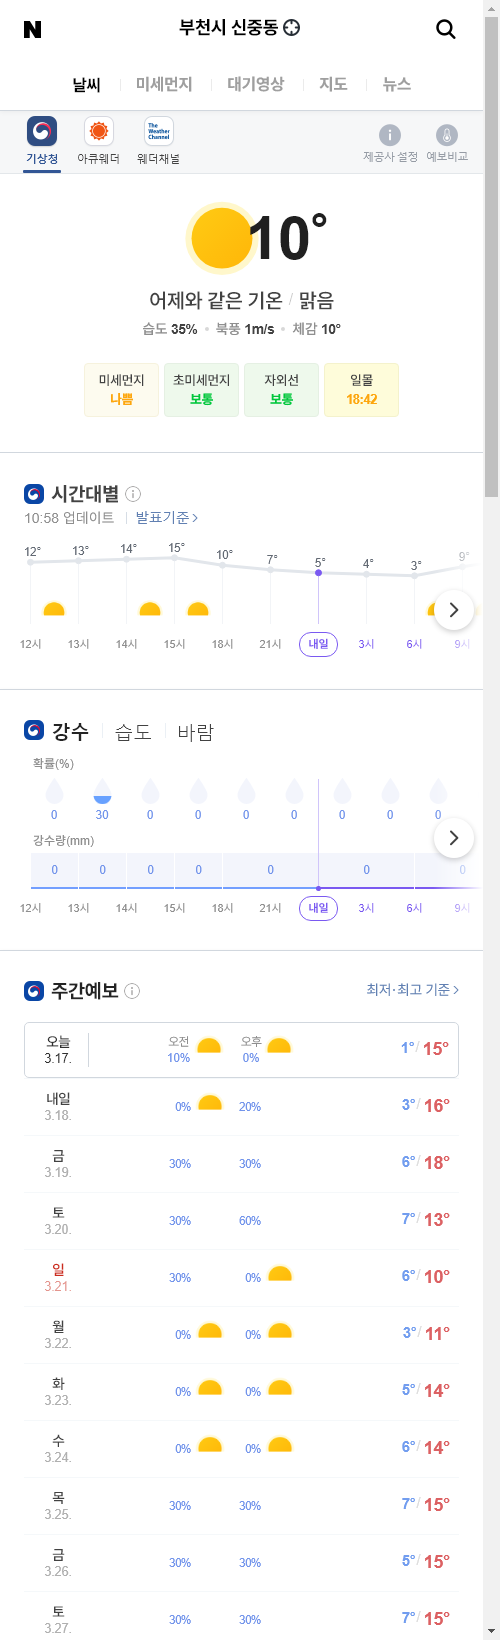 N
부천시 신중동
날씨 미세먼지 대기영상 지도 뉴스
The Weather Channel
기상청 아큐웨더 웨더채널 제공사 설정 예보비교
10°
어제와 같은 기온 / 맑음
습도 35% 북풍 1m/s 체감 10°
미세먼지 초미세먼지 자외선 일몰
나쁨 보통 보통 18:42
시간대별
10:58 업데이트 발표기준
12° 13° 14° 15° 10° 7° 5° 4° 3° 9°
12시 13시 14시 15시 18시 21시 내일 3시 6시 9시
강수 습도 바람
확률(%)
0 30 0 0 0 0 0 0 0
강수량(mm)
0 0 0 0 0 0 0
12시 13시 14시 15시 18시 21시 내일 3시 6시 9시
주간예보 최저·최고 기준
오늘 오전 오후
3.17. 10% 0% 1°/15°
내일
3.18. 0% 20% 3°/16°
금
3.19. 30% 30% 6°/18°
토
3.20. 30% 60% 7°/13°
일
3.21. 30% 0% 6°/10°
월
3.22. 0% 0% 3°/11°
화
3.23. 0% 0% 5°/14°
수
3.24. 0% 0% 6°/14°
목
3.25. 30% 30% 7°/15°
금
3.26. 30% 30% 5°/15°
토
3.27. 30% 30% 7°/15°